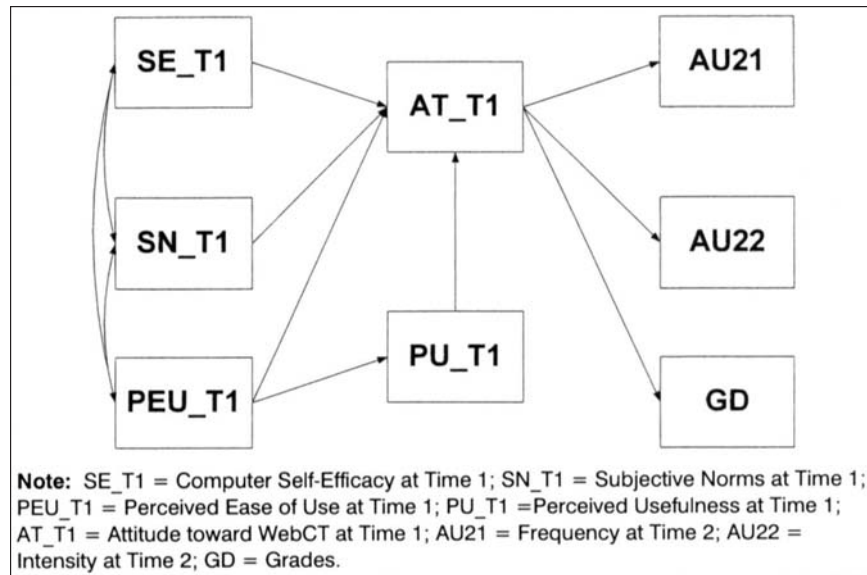 SE_T1
AU21
AT_T1
SN_T1
AU22
PU_T1
PEU_T1
GD
Note: SE_T1 = Computer Self-Efficacy at Time 1; SN_T1 = Subjective Norms at Time 1;
PEU_T1 = Perceived Ease of Use at Time 1; PU_T1 =Perceived Usefulness at Time 1;
AT_T1 = Attitude toward WebCT at Time 1; AU21 = Frequency at Time 2; AU22 =
Intensity at Time 2; GD = Grades.